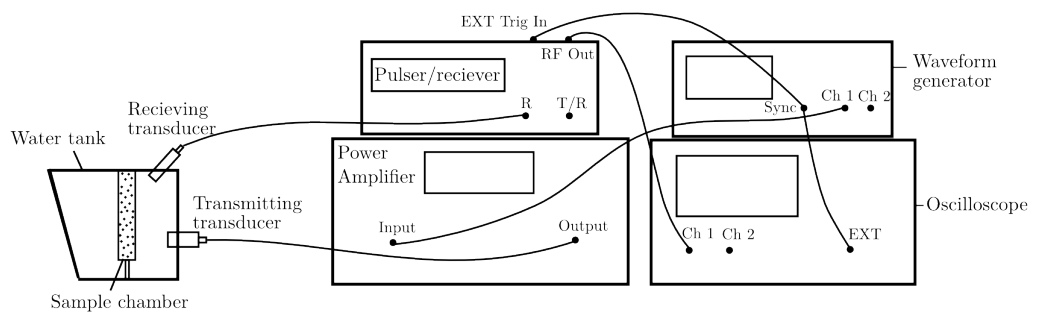 EXT Trig In
RF Out
Pulser/reciever
R
T/R
Waveform
generator
Sync
Ch 1
Ch 2
Recieving
transducer
Water tank
Power
Amplifier
Transmitting
transducer
Input
Output
Oscilloscope
Ch 1
Ch 2
EXT
Sample chamber